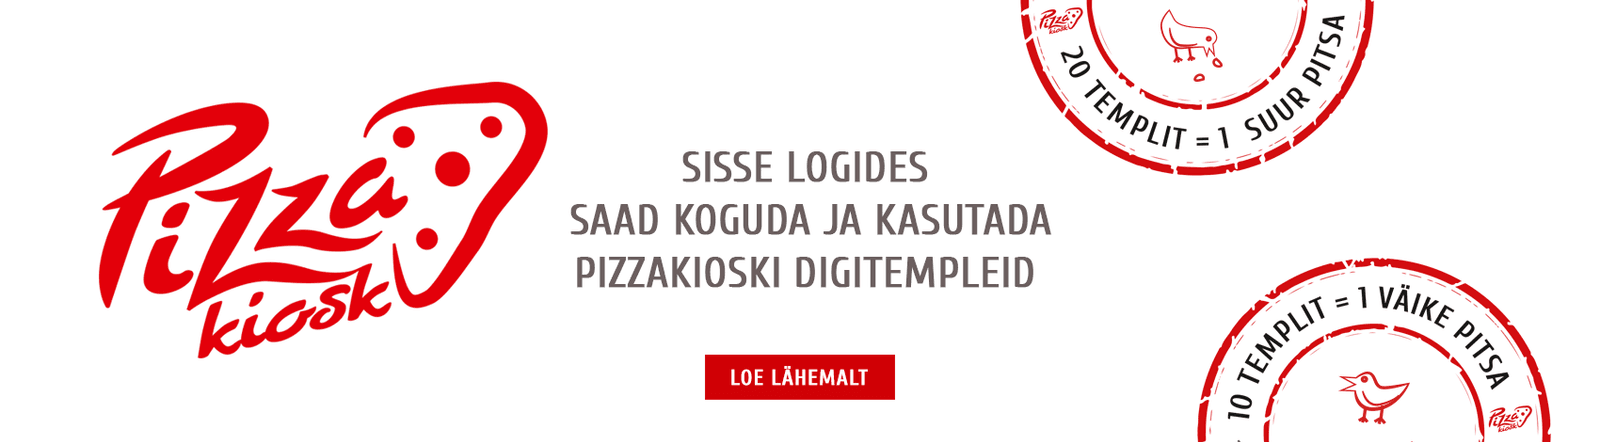 Pizza
kiosk
SISSE LOGIDES
SAAD KOGUDA JA KASUTADA
PIZZAKIOSKI DIGITEMPLEID
LOE LÄHEMALT
Pizza
kiosk
20 TEMPLIT = 1 SUUR PITSA
10 TEMPLIT = 1 VÄIKE PITSA
Pizza
kiosk